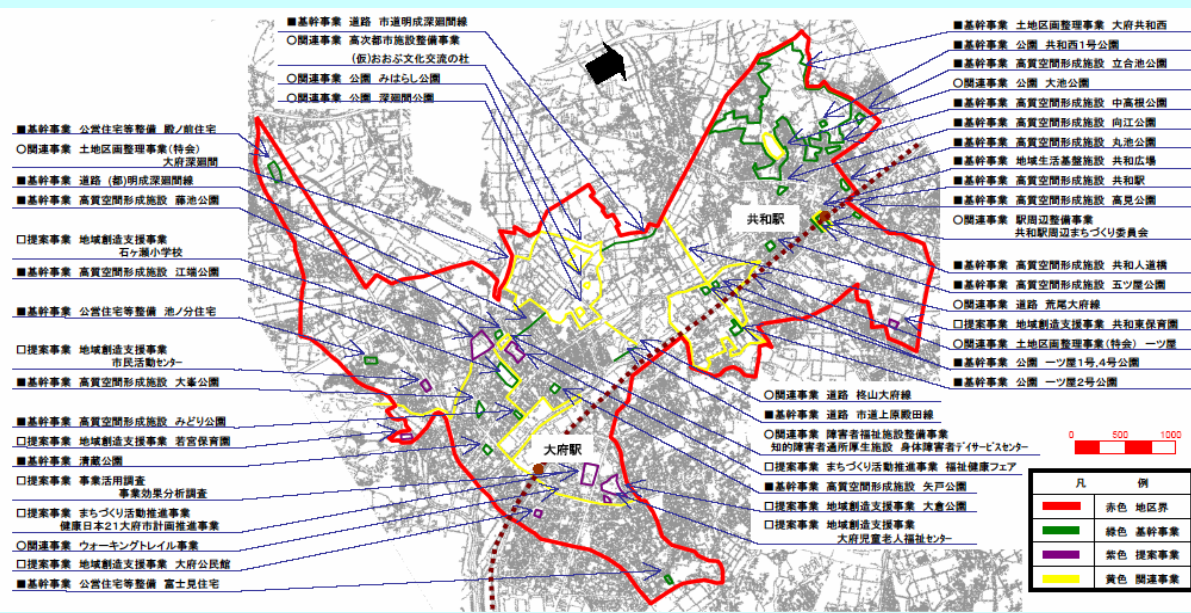 ■基幹事業 道路 市道明成深廻間線
○関連事業 高次都市施設整備事業
(仮)おおぶ文化交流の杜
○関連事業 公園 みはらし公園
○関連事業 公園 深廻間公園
■基幹事業 公営住宅等整備 殿ノ前住宅
○関連事業 土地区画整理事業(特会)
大府深廻間
■基幹事業 道路 (都)明成深廻間線
■基幹事業 高質空間形成施設 藤池公園
□提案事業 地域創造支援事業
石ヶ瀬小学校
■基幹事業 高質空間形成施設 江端公園
■基幹事業 公営住宅等整備 池ノ分住宅
□提案事業 地域創造支援事業
市民活動センター
■基幹事業 高質空間形成施設 大峯公園
■基幹事業 高質空間形成施設 みどり公園
□提案事業 地域創造支援事業 若宮保育園
■基幹事業 清蔵公園
□提案事業 事業活用調査
事業効果分析調査
□提案事業 まちづくり活動推進事業
健康日本21大府市計画推進事業
○関連事業 ウォーキングトレイル事業
□提案事業 地域創造支援事業 大府公民館
■基幹事業 公営住宅等整備 富士見住宅
共和駅
大府駅
■基幹事業 土地区画整理事業 大府共和西
■基幹事業 公園 共和西1号公園
■基幹事業 高質空間形成施設 立合池公園
○関連事業 公園 大池公園
■基幹事業 高質空間形成施設 中高根公園
■基幹事業 高質空間形成施設 向江公園
■基幹事業 高質空間形成施設 丸池公園
■基幹事業 地域生活基盤施設 共和広場
■基幹事業 高質空間形成施設 共和駅
■基幹事業 高質空間形成施設 高見公園
○関連事業 駅周辺整備事業
共和駅周辺まちづくり委員会
■基幹事業 高質空間形成施設 共和人道橋
■基幹事業 高質空間形成施設 五ツ屋公園
○関連事業 道路 荒尾大府線
□提案事業 地域創造支援事業 共和東保育園
○関連事業 土地区画整理事業(特会) 一ツ屋
■基幹事業 公園 一ツ屋1号,4号公園
■基幹事業 公園 一ツ屋2号公園
○関連事業 道路 柊山大府線
■基幹事業 道路 市道上原殿田線
○関連事業 障害者福祉施設整備事業
知的障害者通所厚生施設 身体障害者デイサービスセンター
□提案事業 まちづくり活動推進事業 福祉健康フェア
■基幹事業 高質空間形成施設 矢戸公園
□提案事業 地域創造支援事業 大倉公園
□提案事業 地域創造支援事業
大府児童老人福祉センター
0 500 1000
凡 例
赤色 地区界
緑色 基幹事業
紫色 提案事業
黄色 関連事業